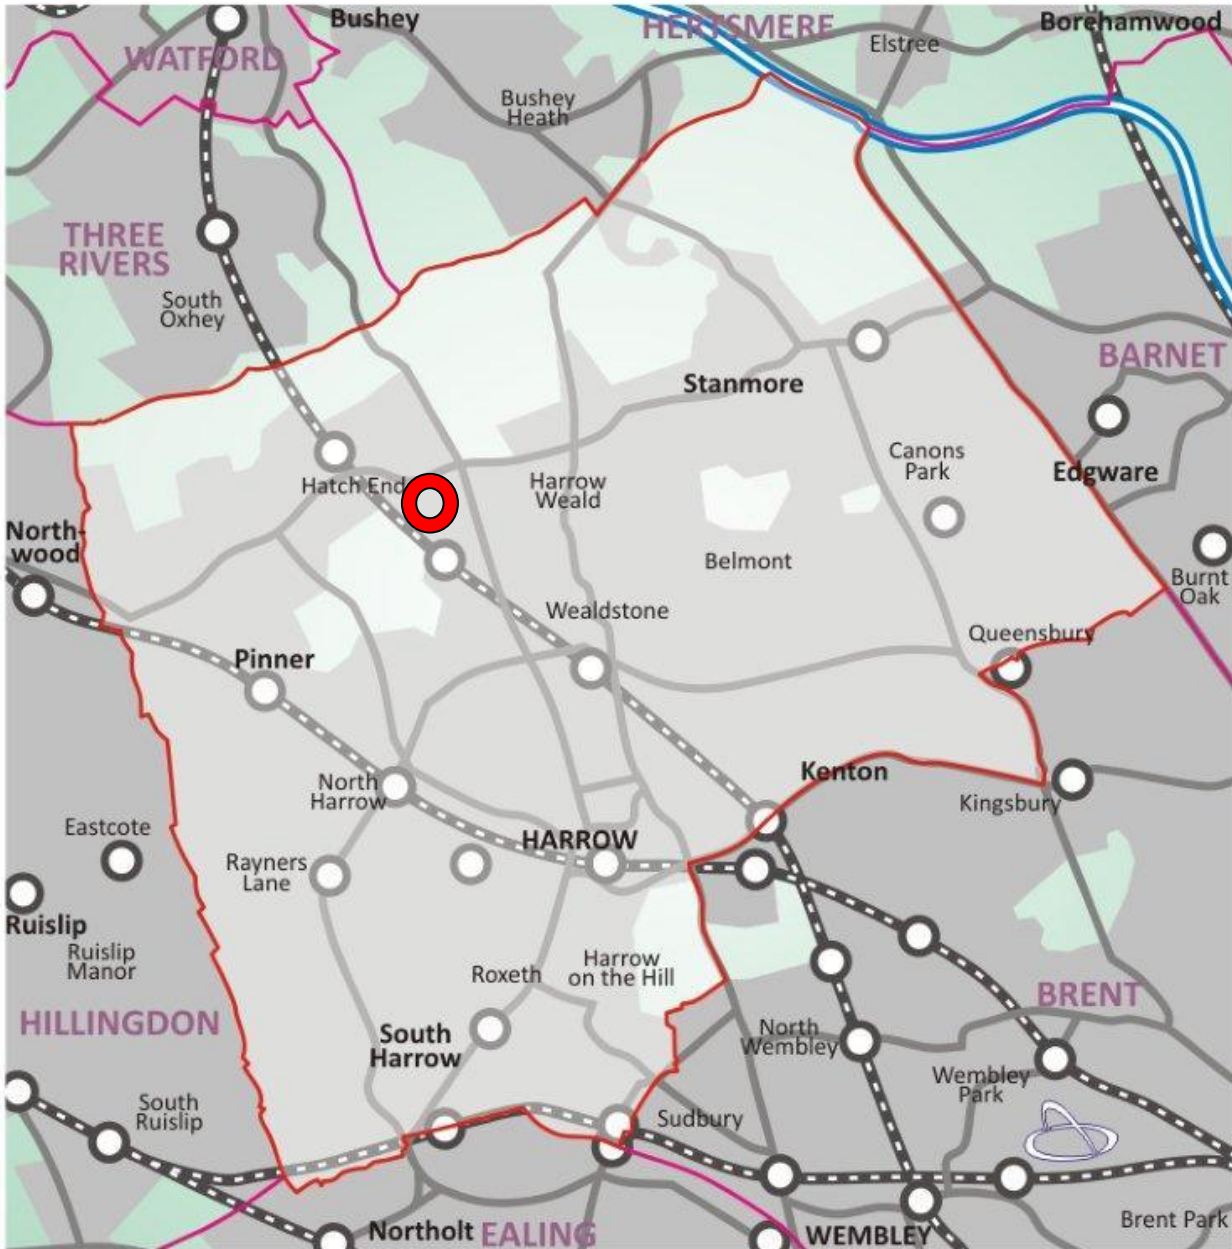 Bushey
HERTSMERE
Borehamwood
WATFORD
Elstree
Bushey
Heath
THREE
RIVERS
South
Oxhey
BARNET
Stanmore
Canons
Park
Edgware
Hatch End
Harrow
Weald
North-
wood
Belmont
Burnt
Oak
Wealdstone
Queensbury
Pinner
Kenton
North
Harrow
Kingsbury
Eastcote
HARROW
Rayners
Lane
Ruislip
Ruislip
Manor
Roxeth
Harrow
on the Hill
BRENT
HILLINGDON
South
Harrow
North
Wembley
Wembley
Park
South
Ruislip
Sudbury
Northolt
EALING
WEMBLEY
Brent Park